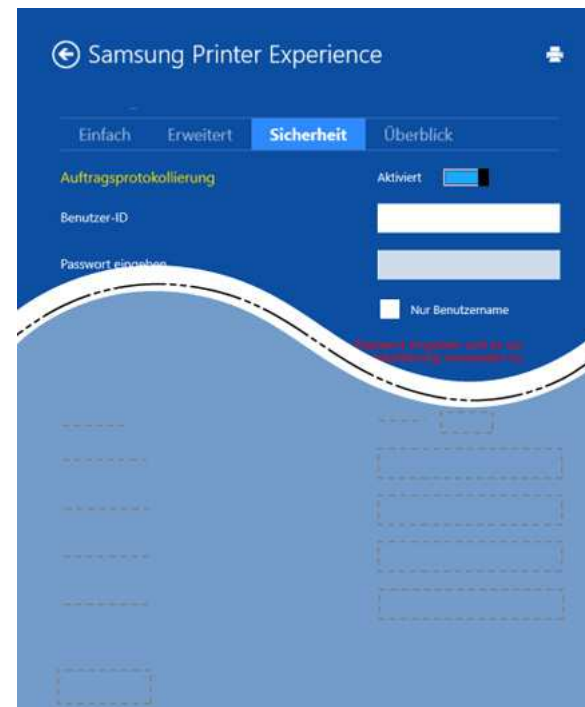 Samsung Printer Experience
Einfach Erweitert Sicherheit Überblick
Auftragsprotokollierung Aktiviert
Benutzer-ID
Passwort eingeben
Nur Benutzername